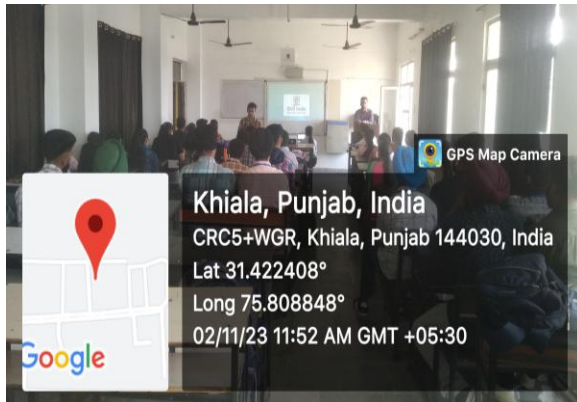 GPS Map Camera
Khiala, Punjab, India
CRC5+WGR, Khiala, Punjab 144030, India
Lat 31.422408°
Long 75.808848°
02/11/23 11:52 AM GMT +05:30
Google